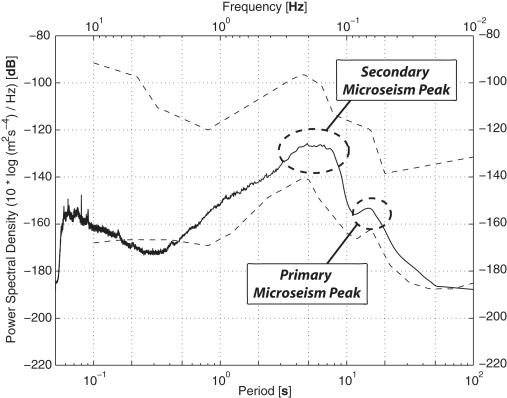 Frequency [Hz]
10¹ 10⁰ 10⁻¹ 10⁻²
−80 −80
−100 −100
−120 −120
−140 −140
−160 −160
−180 −180
−200 −200
−220 −220
Power Spectral Density (10 * log (m²s⁻⁴) / Hz) [dB]
Secondary
Microseism Peak
Primary
Microseism Peak
10⁻¹ 10⁰ 10¹ 10²
Period [s]